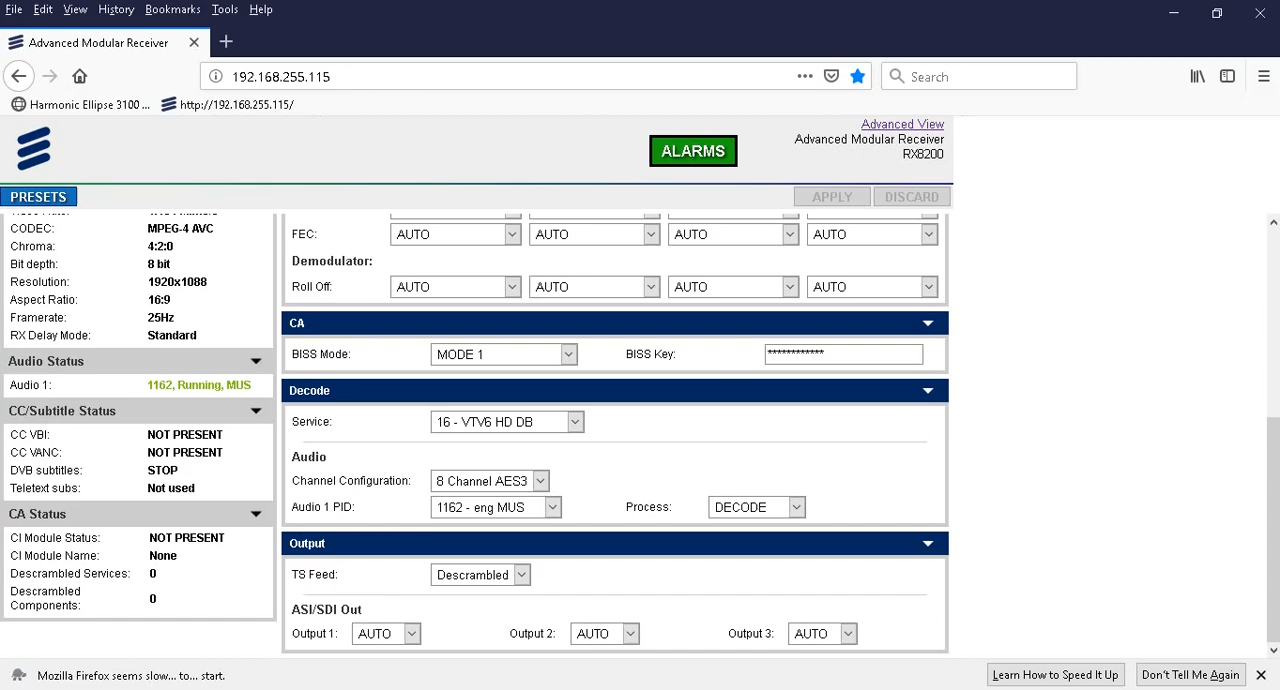 File Edit View History Bookmarks Tools Help
Advanced Modular Receiver
192.168.255.115
Search
Harmonic Ellipse 3100 ... http://192.168.255.115/
Advanced View
ALARMS
Advanced Modular Receiver
RX8200
PRESETS APPLY DISCARD
CODEC: MPEG-4 AVC
Chroma: 4:2:0
Bit depth: 8 bit
Resolution: 1920x1088
Aspect Ratio: 16:9
Framerate: 25Hz
RX Delay Mode: Standard
Audio Status
Audio 1: 1162, Running, MUS
CC/Subtitle Status
CC VBI: NOT PRESENT
CC VANC: NOT PRESENT
DVB subtitles: STOP
Teletext subs: Not used
CA Status
CI Module Status: NOT PRESENT
CI Module Name: None
Descrambled Services: 0
Descrambled
Components: 0
FEC: AUTO AUTO AUTO AUTO
Demodulator:
Roll Off: AUTO AUTO AUTO AUTO
CA
BISS Mode: MODE 1 BISS Key: ************
Decode
Service: 16 - VTV6 HD DB
Audio
Channel Configuration: 8 Channel AES3
Audio 1 PID: 1162 - eng MUS Process: DECODE
Output
TS Feed: Descrambled
ASI/SDI Out
Output 1: AUTO Output 2: AUTO Output 3: AUTO
Mozilla Firefox seems slow... to... start. Learn How to Speed It Up Don't Tell Me Again